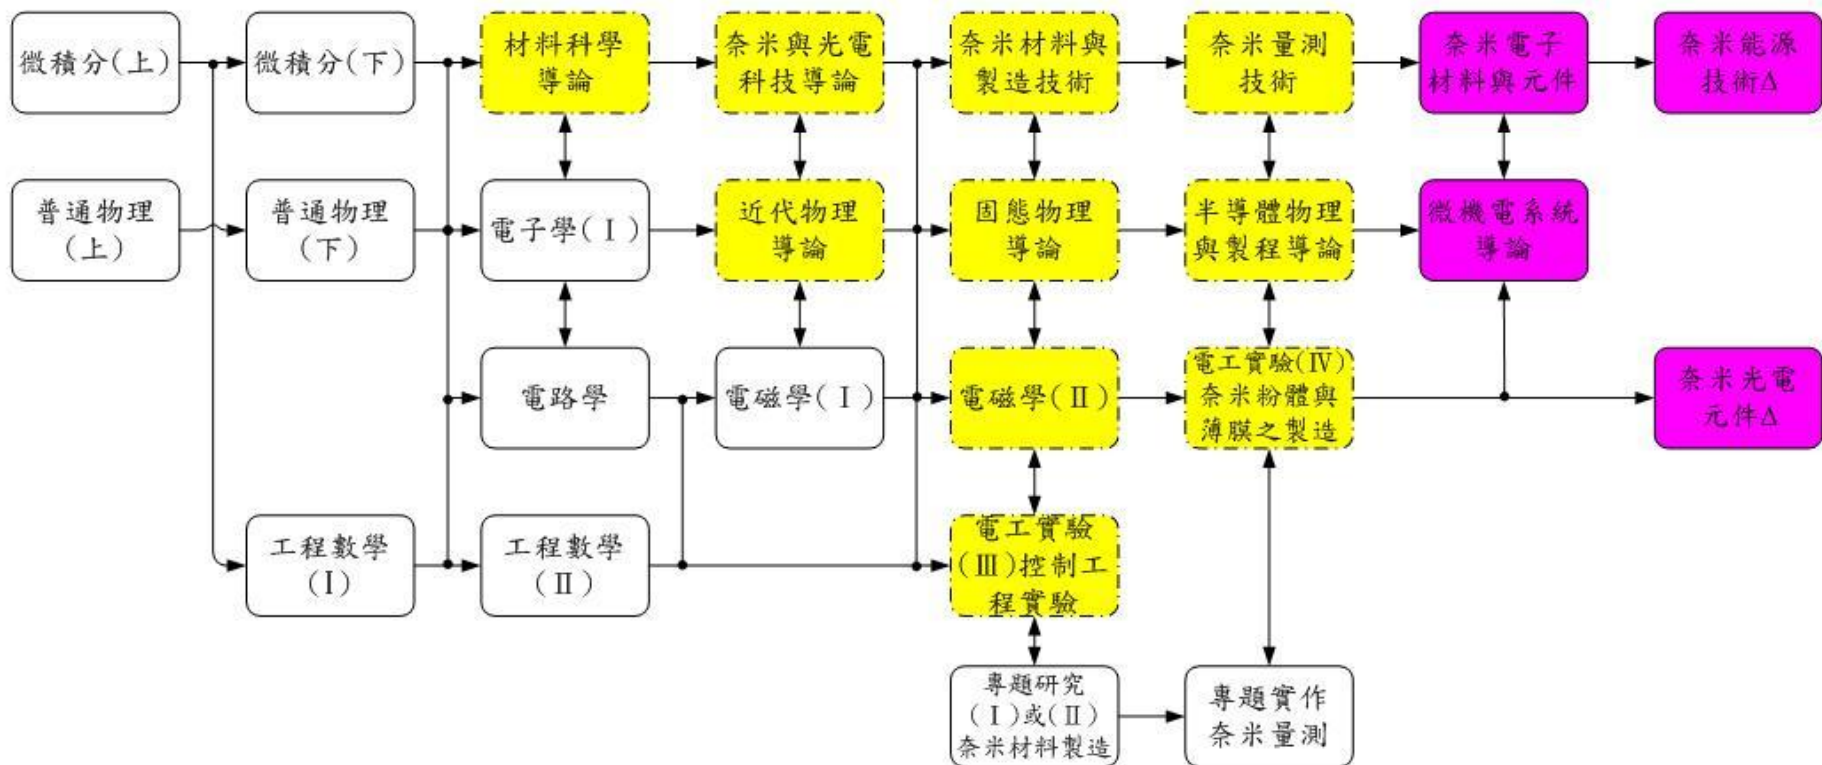 微積分(上)
微積分(下)
材料科學
導論
奈米與光電
科技導論
奈米材料與
製造技術
奈米量測
技術
奈米電子
材料與元件
奈米能源
技術Δ
普通物理
(上)
普通物理
(下)
電子學(Ⅰ)
近代物理
導論
固態物理
導論
半導體物理
與製程導論
微機電系統
導論
電路學
電磁學(Ⅰ)
電磁學(Ⅱ)
電工實驗(Ⅳ)
奈米粉體與
薄膜之製造
奈米光電
元件Δ
工程數學
(Ⅰ)
工程數學
(Ⅱ)
電工實驗
(Ⅲ)控制工
程實驗
專題研究
(Ⅰ)或(Ⅱ)
奈米材料製造
專題實作
奈米量測